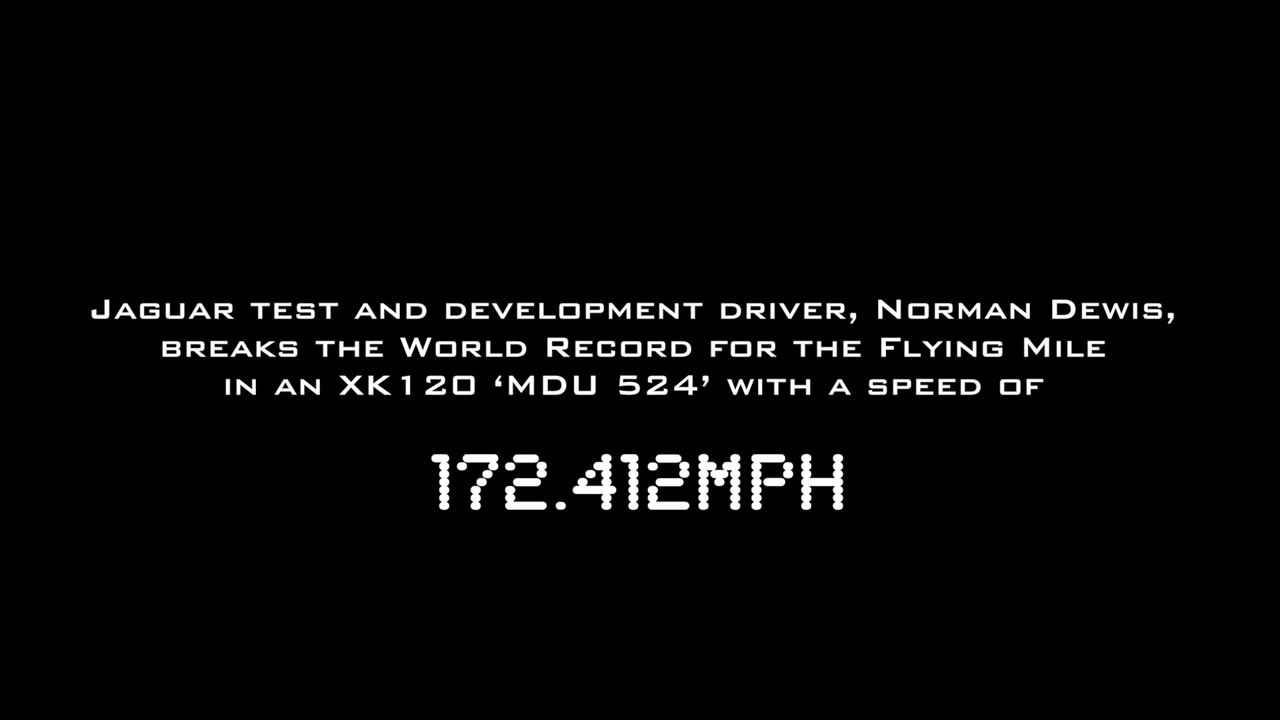 Jaguar test and development driver, Norman Dewis,
breaks the World Record for the Flying Mile
in an XK120 ‘MDU 524’ with a speed of
172.412MPH